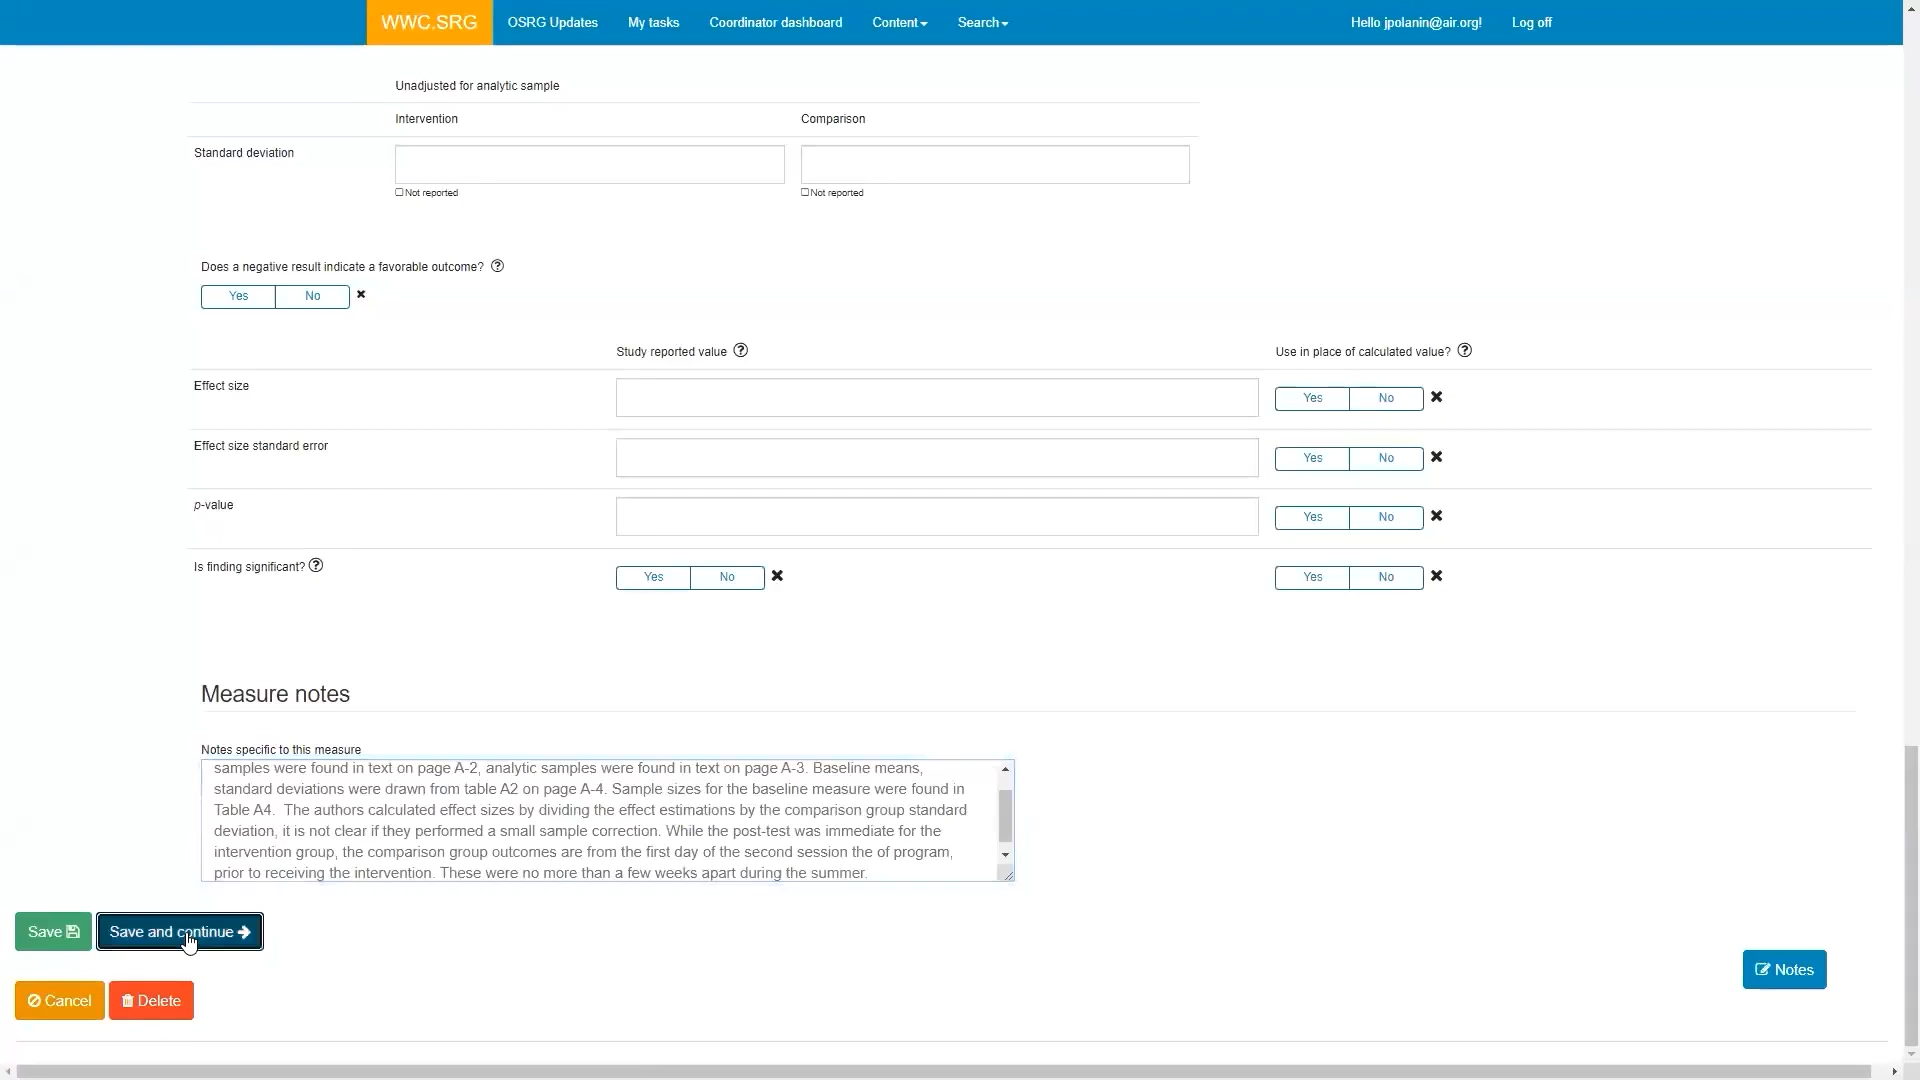 WWC.SRG OSRG Updates My tasks Coordinator dashboard Content Search Hello jpolanin@air.org! Log off
Unadjusted for analytic sample
Intervention Comparison
Standard deviation
Not reported Not reported
Does a negative result indicate a favorable outcome?
Yes No
Study reported value Use in place of calculated value?
Effect size Yes No
Effect size standard error Yes No
p-value Yes No
Is finding significant? Yes No Yes No
Measure notes
Notes specific to this measure
samples were found in text on page A-2, analytic samples were found in text on page A-3. Baseline means,
standard deviations were drawn from table A2 on page A-4. Sample sizes for the baseline measure were found in
Table A4.  The authors calculated effect sizes by dividing the effect estimations by the comparison group standard
deviation, it is not clear if they performed a small sample correction. While the post-test was immediate for the
intervention group, the comparison group outcomes are from the first day of the second session the of program,
prior to receiving the intervention. These were no more than a few weeks apart during the summer.
Save Save and continue
Notes
Cancel Delete